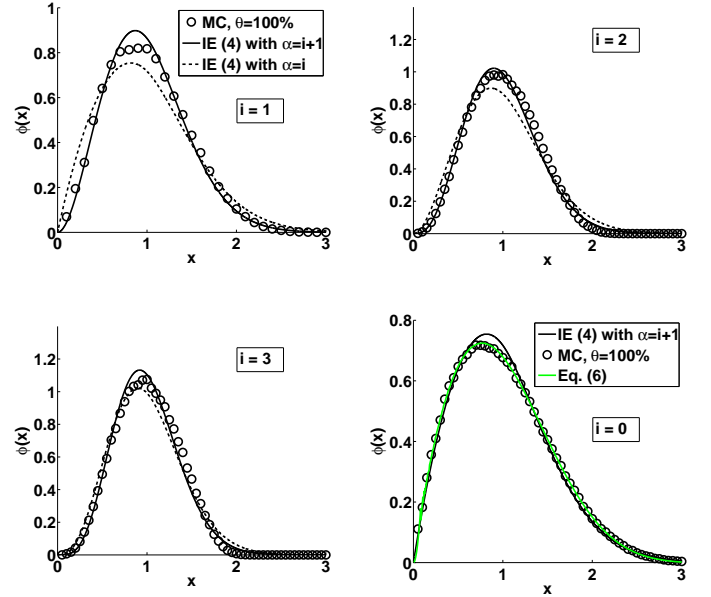 1
0.8
0.6
0.4
0.2
0
0 1 2 3
x
ϕ(x)
MC, θ=100%
IE (4) with α=i+1
IE (4) with α=i
i = 1
1.2
1
0.8
0.6
0.4
0.2
0
0 1 2 3
x
ϕ(x)
i = 2
1.2
1
0.8
0.6
0.4
0.2
0
0 1 2 3
x
ϕ(x)
i = 3
0.8
0.6
0.4
0.2
0
0 1 2 3
x
ϕ(x)
IE (4) with α=i+1
MC, θ=100%
Eq. (6)
i = 0